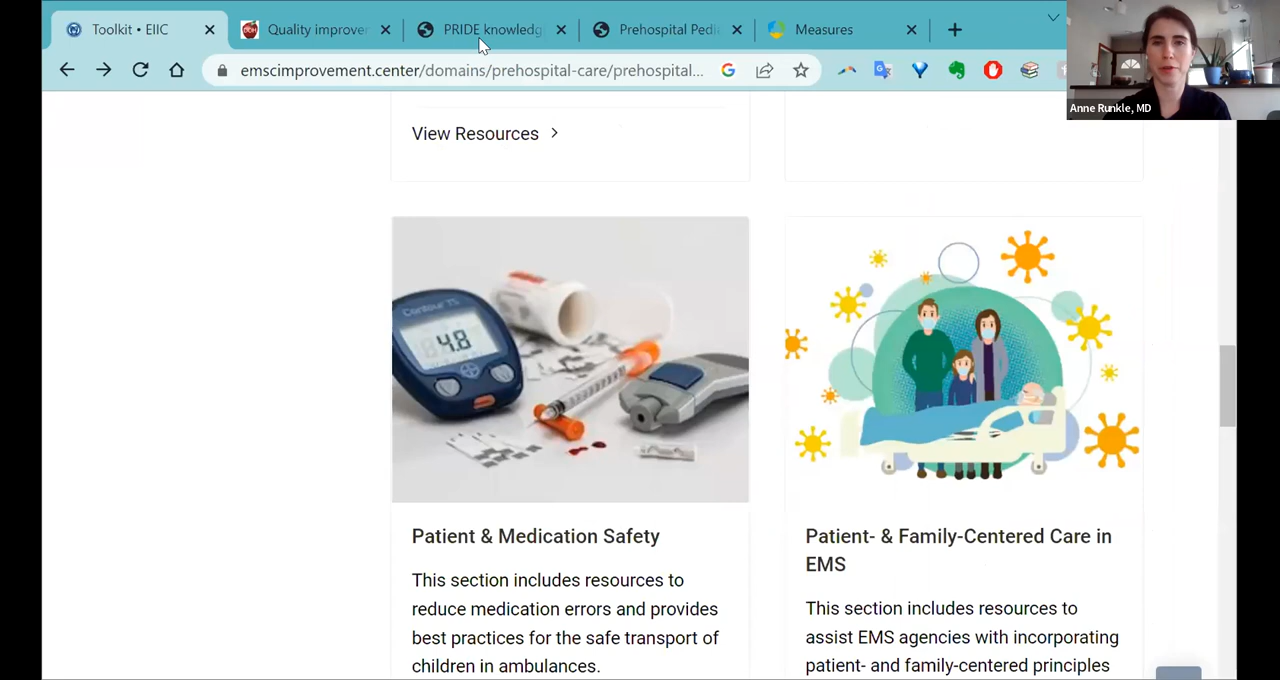 Toolkit • EIIC
Quality improver
PRIDE knowledg
Prehospital Pedi
Measures
emscimprovement.center/domains/prehospital-care/prehospital...
Anne Runkle, MD
View Resources
Contour TS
4.8
Patient & Medication Safety
This section includes resources to
reduce medication errors and provides
best practices for the safe transport of
children in ambulances.
Patient- & Family-Centered Care in
EMS
This section includes resources to
assist EMS agencies with incorporating
patient- and family-centered principles